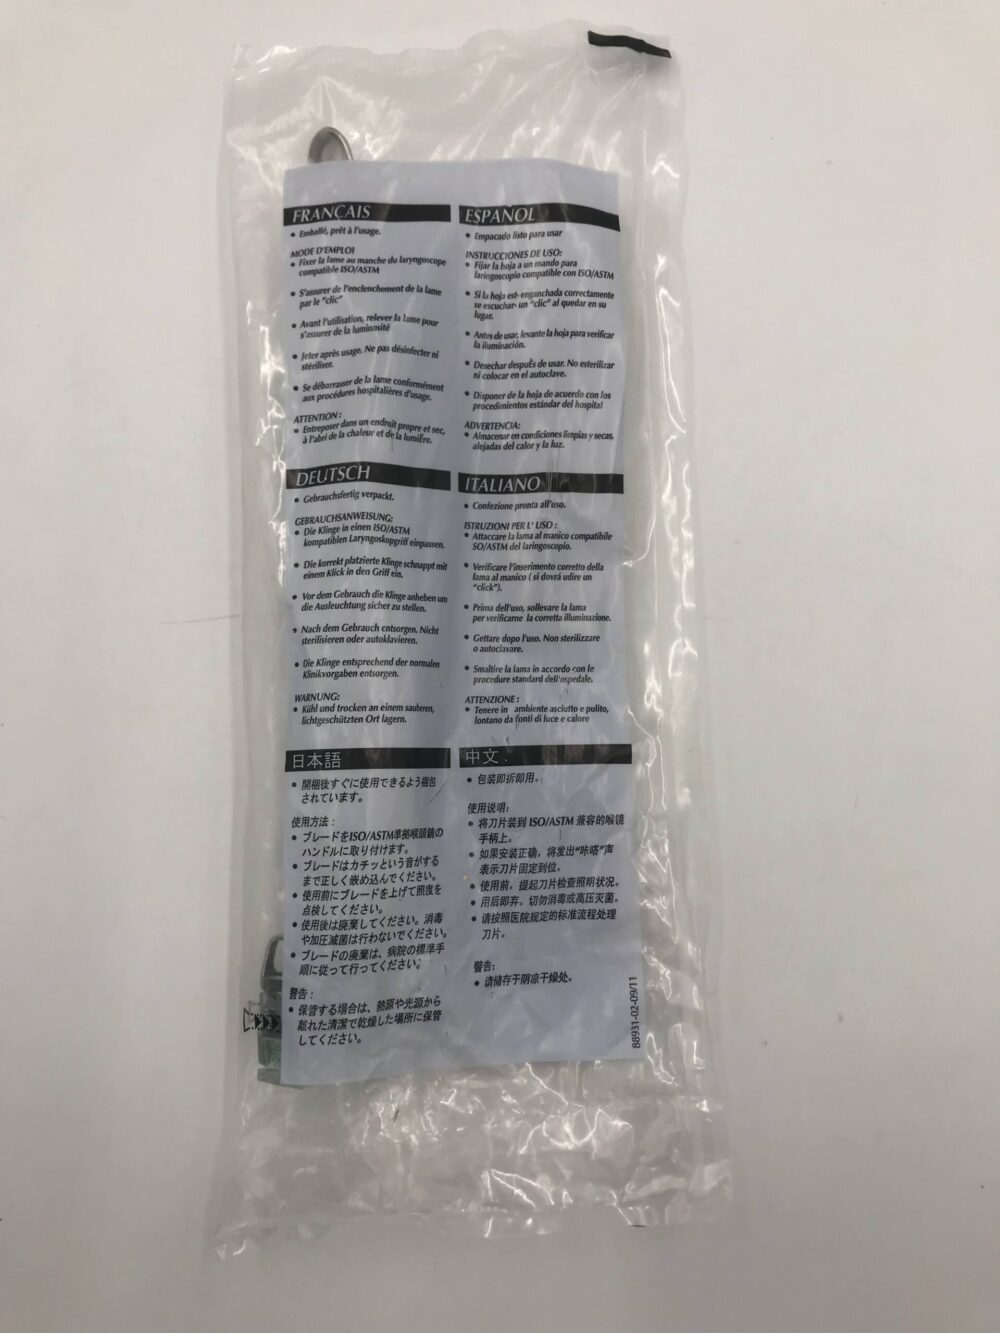 FRANÇAIS
• Emballé, prêt à l'usage.
MODE D'EMPLOI
• Fixer la lame au manche du laryngoscope
compatible ISO/ASTM
• S'assurer de l'enclenchement de la lame
par le "clic"
• Avant l'utilisation, relever la lame pour
s'assurer de la luminosité
• Jeter après usage. Ne pas désinfecter ni
stériliser.
• Se débarrasser de la lame conformément
aux procédures hospitalières d'usage.
ATTENTION :
• Entreposer dans un endroit propre et sec,
à l'abri de la chaleur et de la lumiËre.
ESPAÑOL
• Empacado listo para usar
INSTRUCCIONES DE USO:
• Fijar la hoja a un mando para
laringoscopio compatible con ISO/ASTM
• Si la hoja est· enganchada correctamente
se escuchar· un "clic" al quedar en su
lugar.
• Antes de usar, levante la hoja para verificar
la iluminación.
• Desechar despuÈs de usar. No esterilizar
ni colocar en el autoclave.
• Disponer de la hoja de acuerdo con los
procedimientos estándar del hospital
ADVERTENCIA:
• Almacenar en condiciones limpias y secas,
alejadas del calor y la luz.
DEUTSCH
• Gebrauchsfertig verpackt.
GEBRAUCHSANWEISUNG:
• Die Klinge in einen ISO/ASTM
kompatiblen Laryngoskopgriff einpassen.
• Die korrekt platzierte Klinge schnappt mit
einem Klick in den Griff ein.
• Vor dem Gebrauch die Klinge anheben um
die Ausleuchtung sicher zu stellen.
• Nach dem Gebrauch entsorgen. Nicht
sterilisieren oder autoklavieren.
• Die Klinge entsprechend der normalen
Klinikvorgaben entsorgen.
WARNUNG:
• Kühl und trocken an einem sauberen,
lichtgeschützten Ort lagern.
ITALIANO
• Confezione pronta all'uso.
ISTRUZIONI PER L' USO :
• Attaccare la lama al manico compatibile
SO/ASTM del laringoscopio.
• Verificare l'inserimento corretto della
lama al manico ( si dovrá udire un
"click").
• Prima dell'uso, sollevare la lama
per verificarne la corretta illuminazione.
• Gettare dopo l'uso. Non sterilizzare
o autoclavare.
• Smaltire la lama in accordo con le
procedure standard dell'ospedale.
ATTENZIONE :
• Tenere in ambiente asciutto e pulito,
lontano da fonti di luce e calore
日本語
• 開梱後すぐに使用できるよう梱包
されています。
使用方法：
• ブレードをISO/ASTM準拠喉頭鏡の
ハンドルに取り付けます。
• ブレードはカチッという音がする
まで正しく嵌め込んでください。
• 使用前にブレードを上げて照度を
点検してください。
• 使用後は廃棄してください。消毒
や加圧滅菌は行わないでください。
• ブレードの廃棄は、病院の標準手
順に従って行ってください。
警告：
• 保管する場合は、熱源や光源から
離れた清潔で乾燥した場所に保管
してください。
中文：
• 包装即拆即用。
使用说明：
• 将刀片装到 ISO/ASTM 兼容的喉镜
手柄上。
• 如果安装正确，将发出“咔嗒”声
表示刀片固定到位。
• 使用前，提起刀片检查照明状况。
• 用后即弃。切勿消毒或高压灭菌。
• 请按照医院规定的标准流程处理
刀片。
警告：
• 请储存于阴凉干燥处。
88931-02-09/11